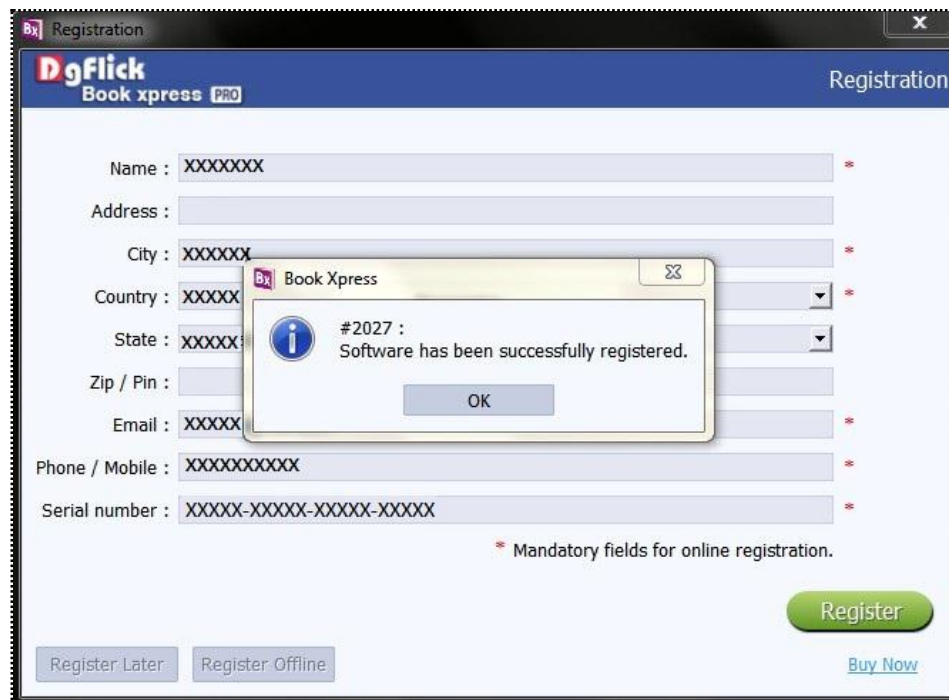 Bx Registration x
DgFlick
Book xpress PRO
Registration
Name : XXXXXXX *
Address :
City : XXXXXX *
Country : XXXXX *
State : XXXXX
Zip / Pin :
Email : XXXXX *
Phone / Mobile : XXXXXXXXXX *
Serial number : XXXXX-XXXXX-XXXXX-XXXXX *
Bx Book Xpress
#2027 :
Software has been successfully registered.
OK
* Mandatory fields for online registration.
Register
Register Later Register Offline Buy Now